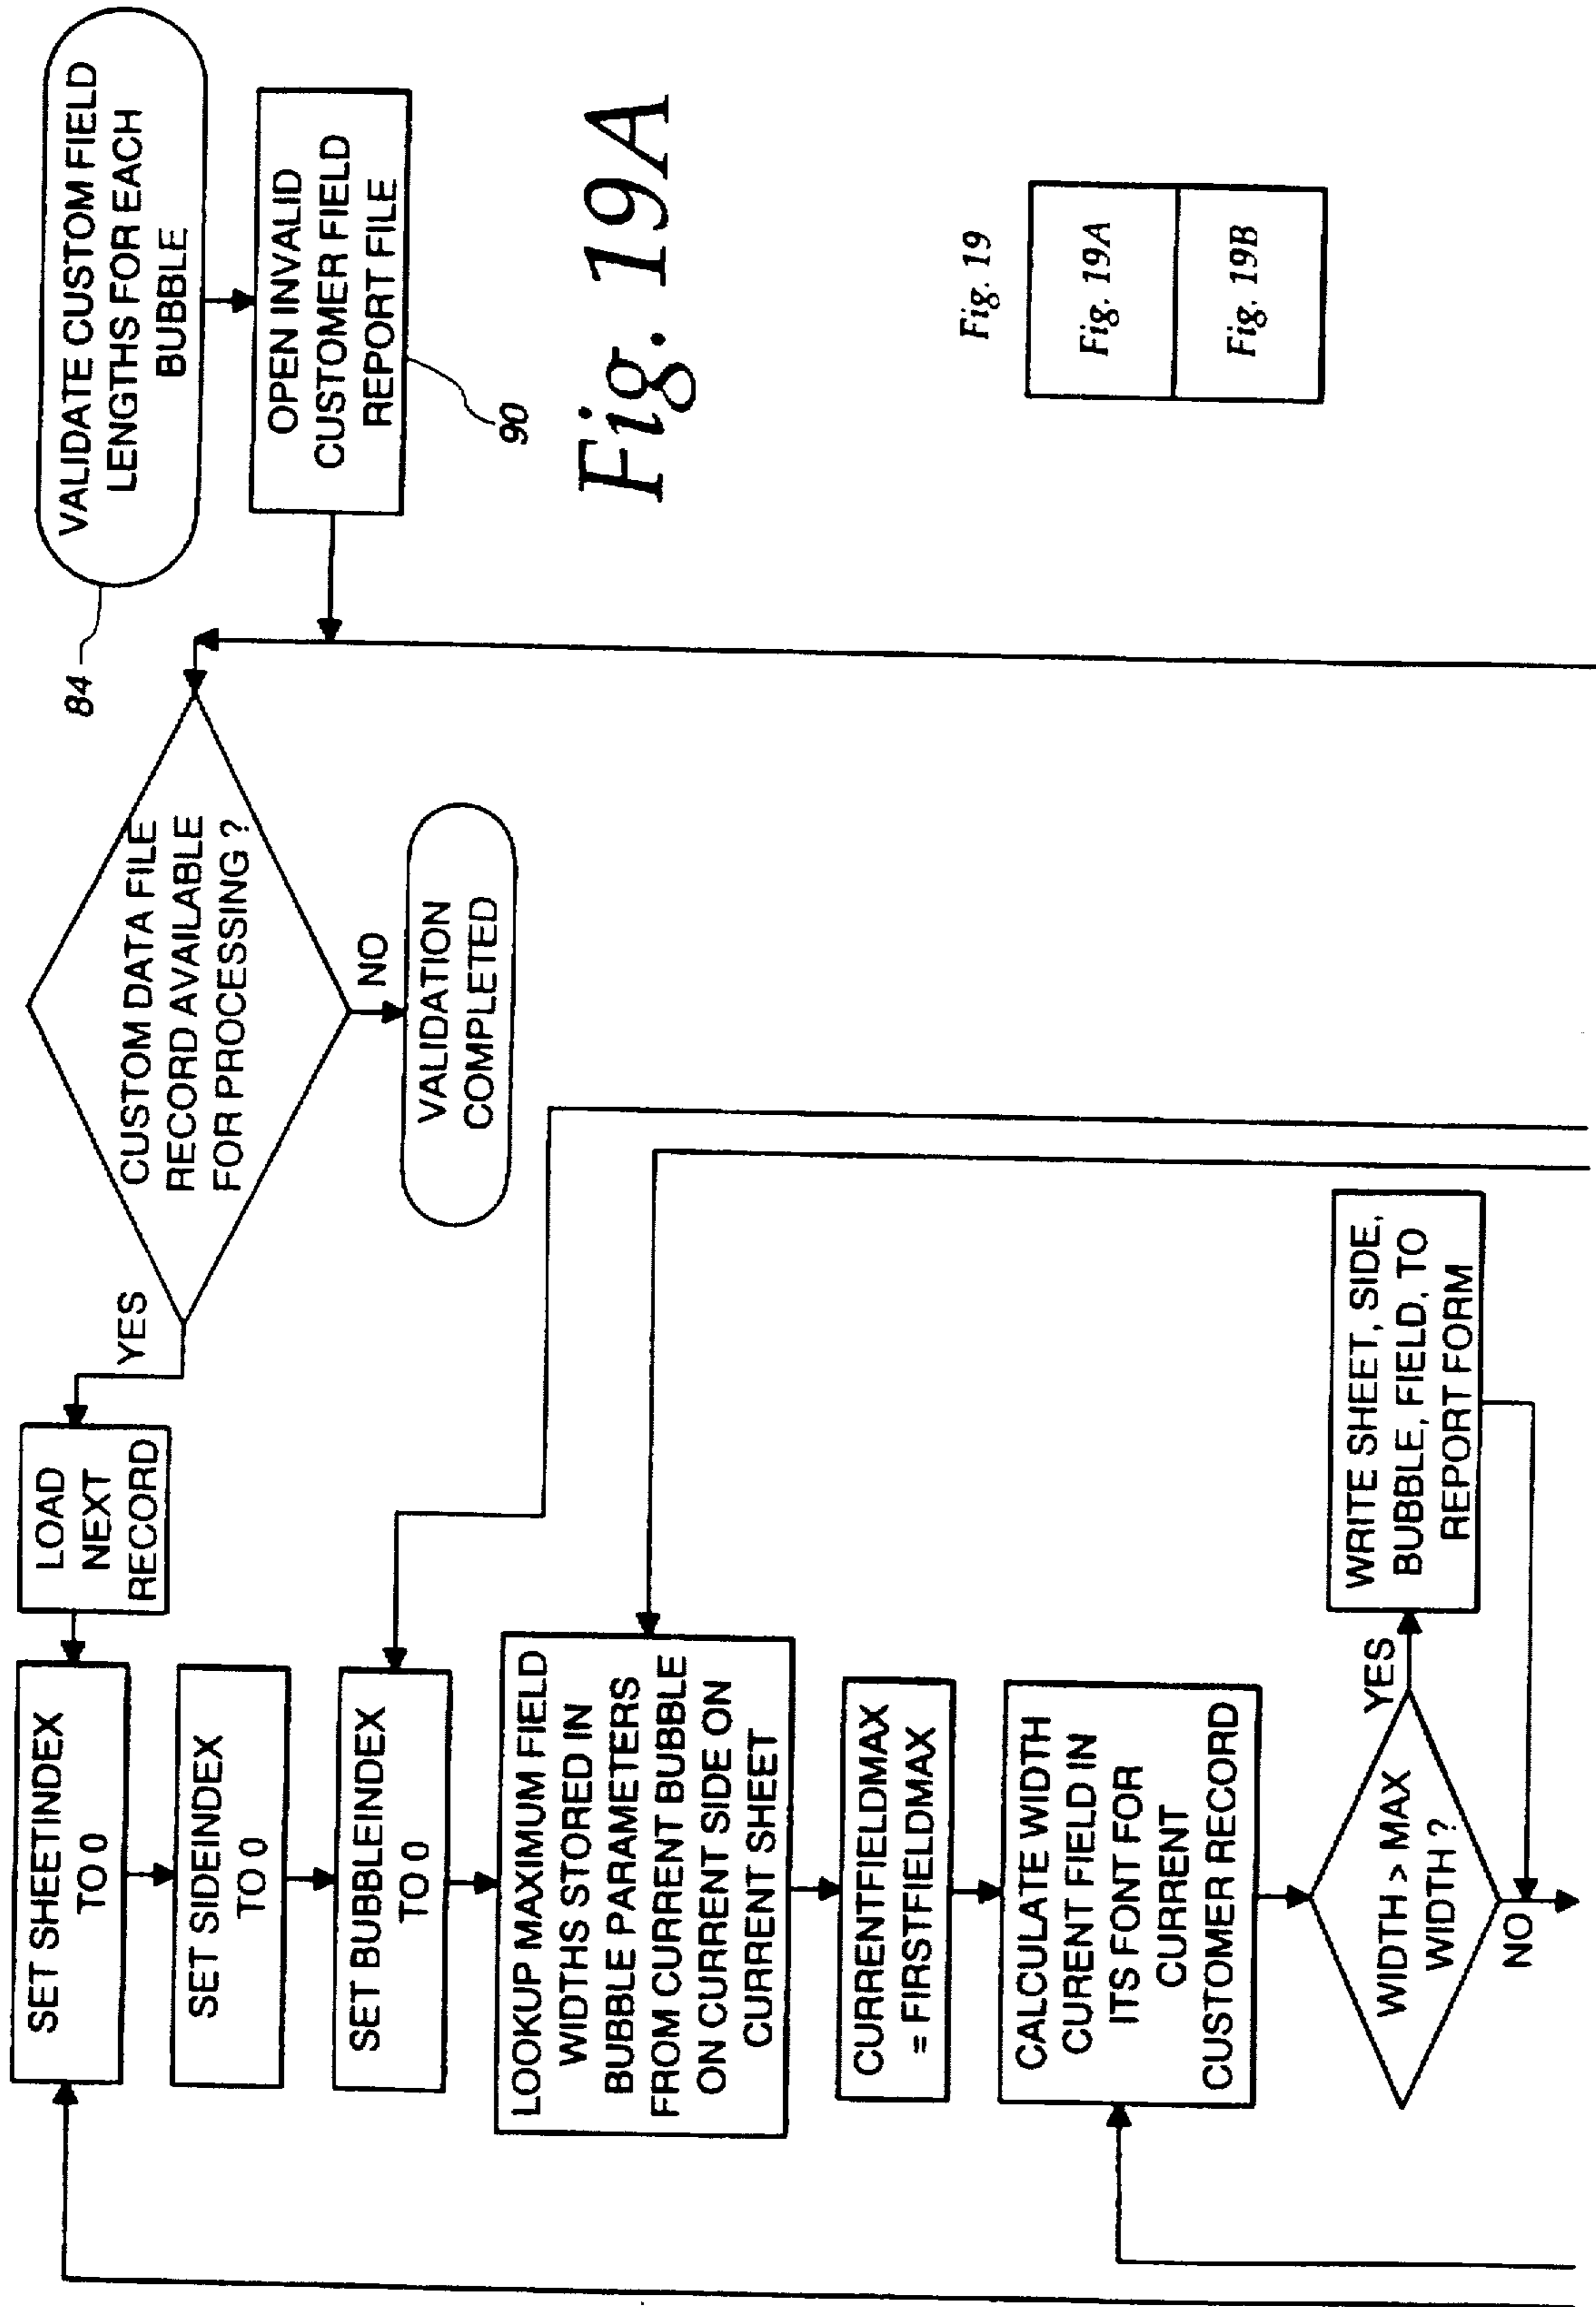 VALIDATE CUSTOM FIELD
LENGTHS FOR EACH
BUBBLE
84
OPEN INVALID
CUSTOMER FIELD
REPORT FILE
90
CUSTOM DATA FILE
RECORD AVAILABLE
FOR PROCESSING ?
YES
NO
VALIDATION
COMPLETED
LOAD
NEXT
RECORD
SET SHEETINDEX
TO 0
SET SIDEINDEX
TO 0
SET BUBBLEINDEX
TO 0
LOOKUP MAXIMUM FIELD
WIDTHS STORED IN
BUBBLE PARAMETERS
FROM CURRENT BUBBLE
ON CURRENT SIDE ON
CURRENT SHEET
CURRENTFIELDMAX
= FIRSTFIELDMAX
CALCULATE WIDTH
CURENT FIELD IN
ITS FONT FOR
CURRENT
CUSTOMER RECORD
WIDTH > MAX
WIDTH ?
YES
NO
WRITE SHEET, SIDE,
BUBBLE, FIELD, TO
REPORT FORM
Fig. 19A
Fig. 19
Fig. 19A
Fig. 19B